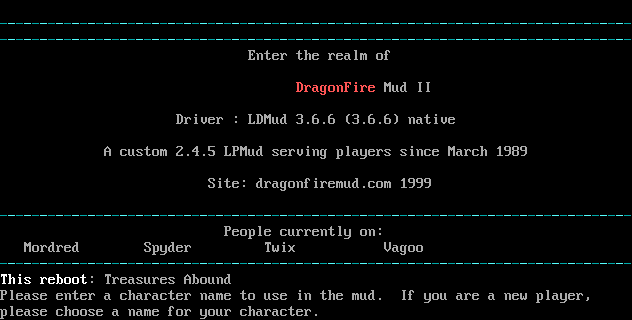 Enter the realm of
DragonFire Mud II
Driver : LDMud 3.6.6 (3.6.6) native
A custom 2.4.5 LPMud serving players since March 1989
Site: dragonfiremud.com 1999
People currently on:
Mordred Spyder Twix Vagoo
This reboot: Treasures Abound
Please enter a character name to use in the mud.  If you are a new player,
please choose a name for your character.